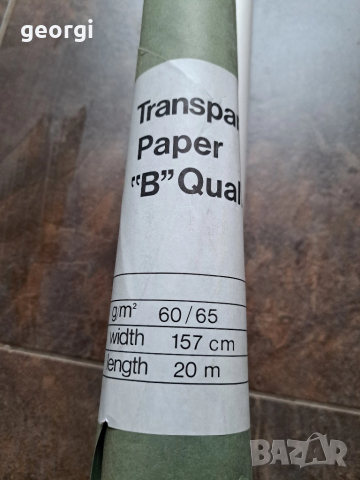 georgi
Transpa
Paper
"B" Qual
g/m² 60/65
width 157 cm
length 20 m
BAZAR